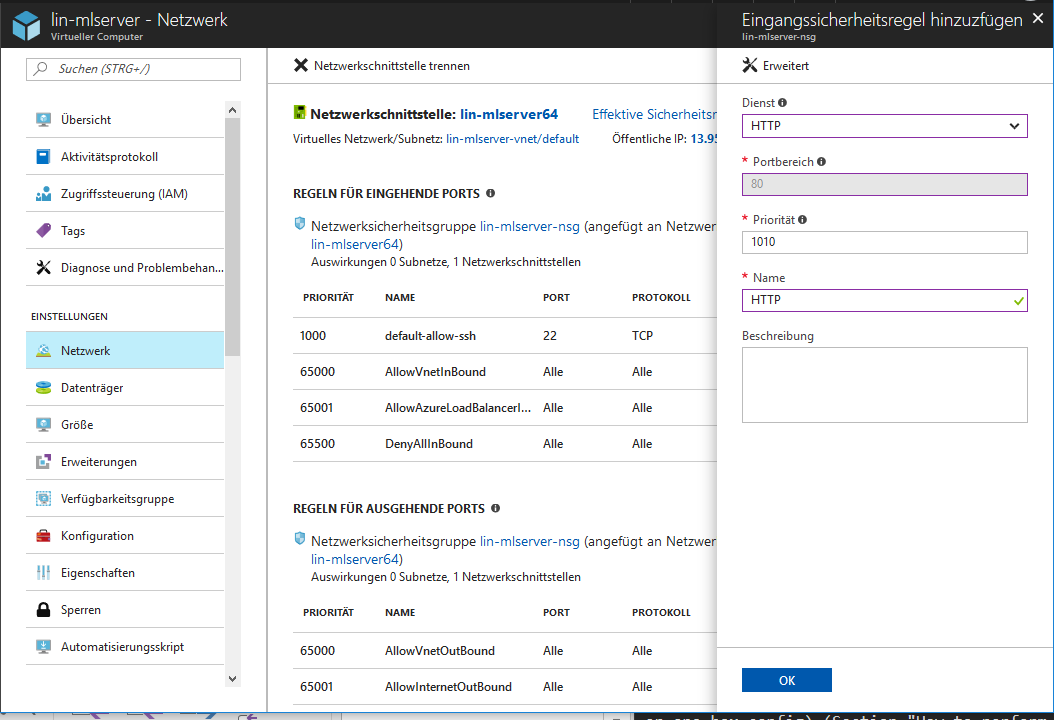 lin-mlserver - Netzwerk
Virtueller Computer
Suchen (STRG+/)
Übersicht
Aktivitätsprotokoll
Zugriffssteuerung (IAM)
Tags
Diagnose und Problembehan...
EINSTELLUNGEN
Netzwerk
Datenträger
Größe
Erweiterungen
Verfügbarkeitsgruppe
Konfiguration
Eigenschaften
Sperren
Automatisierungsskript
Netzwerkschnittstelle trennen
Netzwerkschnittstelle: lin-mlserver64 Effektive Sicherheitsr
Virtuelles Netzwerk/Subnetz: lin-mlserver-vnet/default Öffentliche IP: 13.95
REGELN FÜR EINGEHENDE PORTS
Netzwerksicherheitsgruppe lin-mlserver-nsg (angefügt an Netzwer
lin-mlserver64)
Auswirkungen 0 Subnetze, 1 Netzwerkschnittstellen
PRIORITÄT NAME PORT PROTOKOLL
1000 default-allow-ssh 22 TCP
65000 AllowVnetInBound Alle Alle
65001 AllowAzureLoadBalancerI... Alle Alle
65500 DenyAllInBound Alle Alle
REGELN FÜR AUSGEHENDE PORTS
Netzwerksicherheitsgruppe lin-mlserver-nsg (angefügt an Netzwer
lin-mlserver64)
Auswirkungen 0 Subnetze, 1 Netzwerkschnittstellen
PRIORITÄT NAME PORT PROTOKOLL
65000 AllowVnetOutBound Alle Alle
65001 AllowInternetOutBound Alle Alle
Eingangssicherheitsregel hinzuzufügen
lin-mlserver-nsg
Erweitert
Dienst
HTTP
* Portbereich
80
* Priorität
1010
* Name
HTTP
Beschreibung
OK